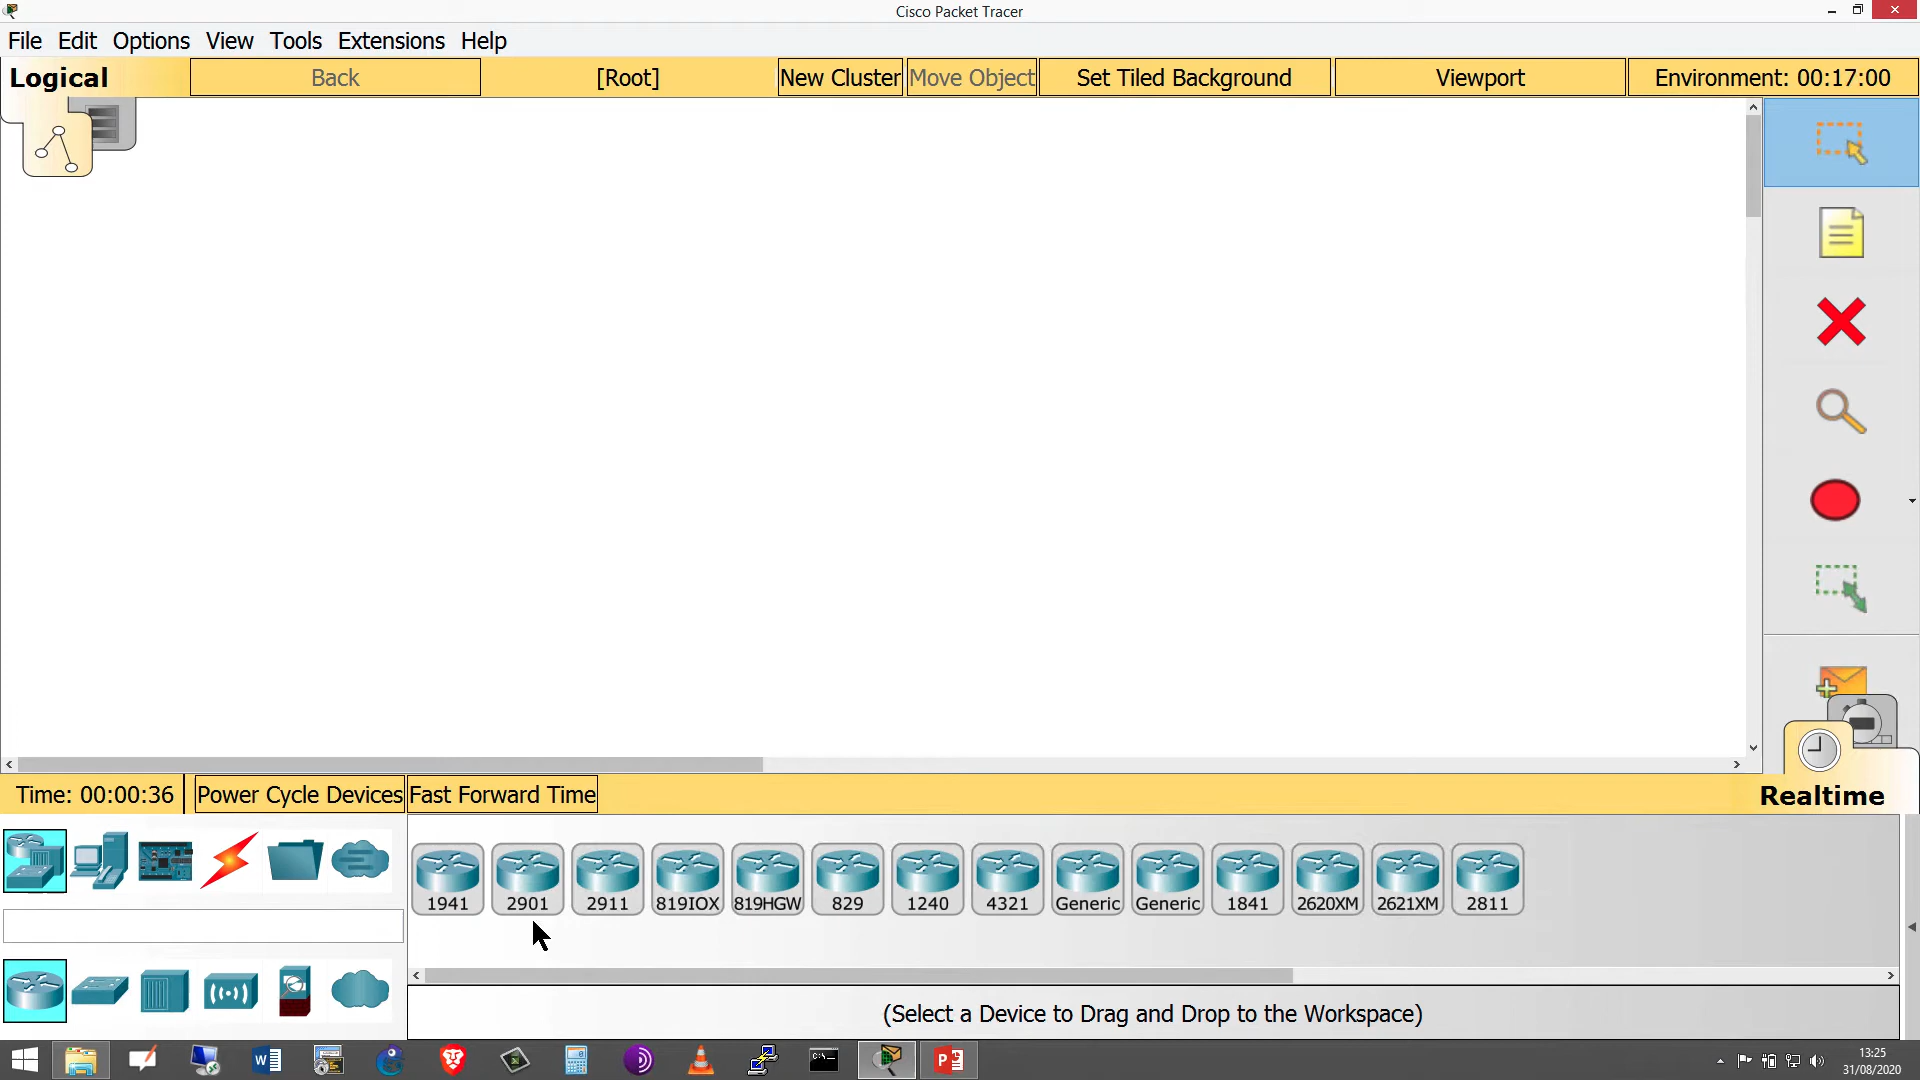 Cisco Packet Tracer
File Edit Options View Tools Extensions Help
Logical Back [Root] New Cluster Move Object Set Tiled Background Viewport Environment: 00:17:00
Time: 00:00:36 Power Cycle Devices Fast Forward Time Realtime
1941 2901 2911 819IOX 819HGW 829 1240 4321 Generic Generic 1841 2620XM 2621XM 2811
(Select a Device to Drag and Drop to the Workspace)
13:25
31/08/2020